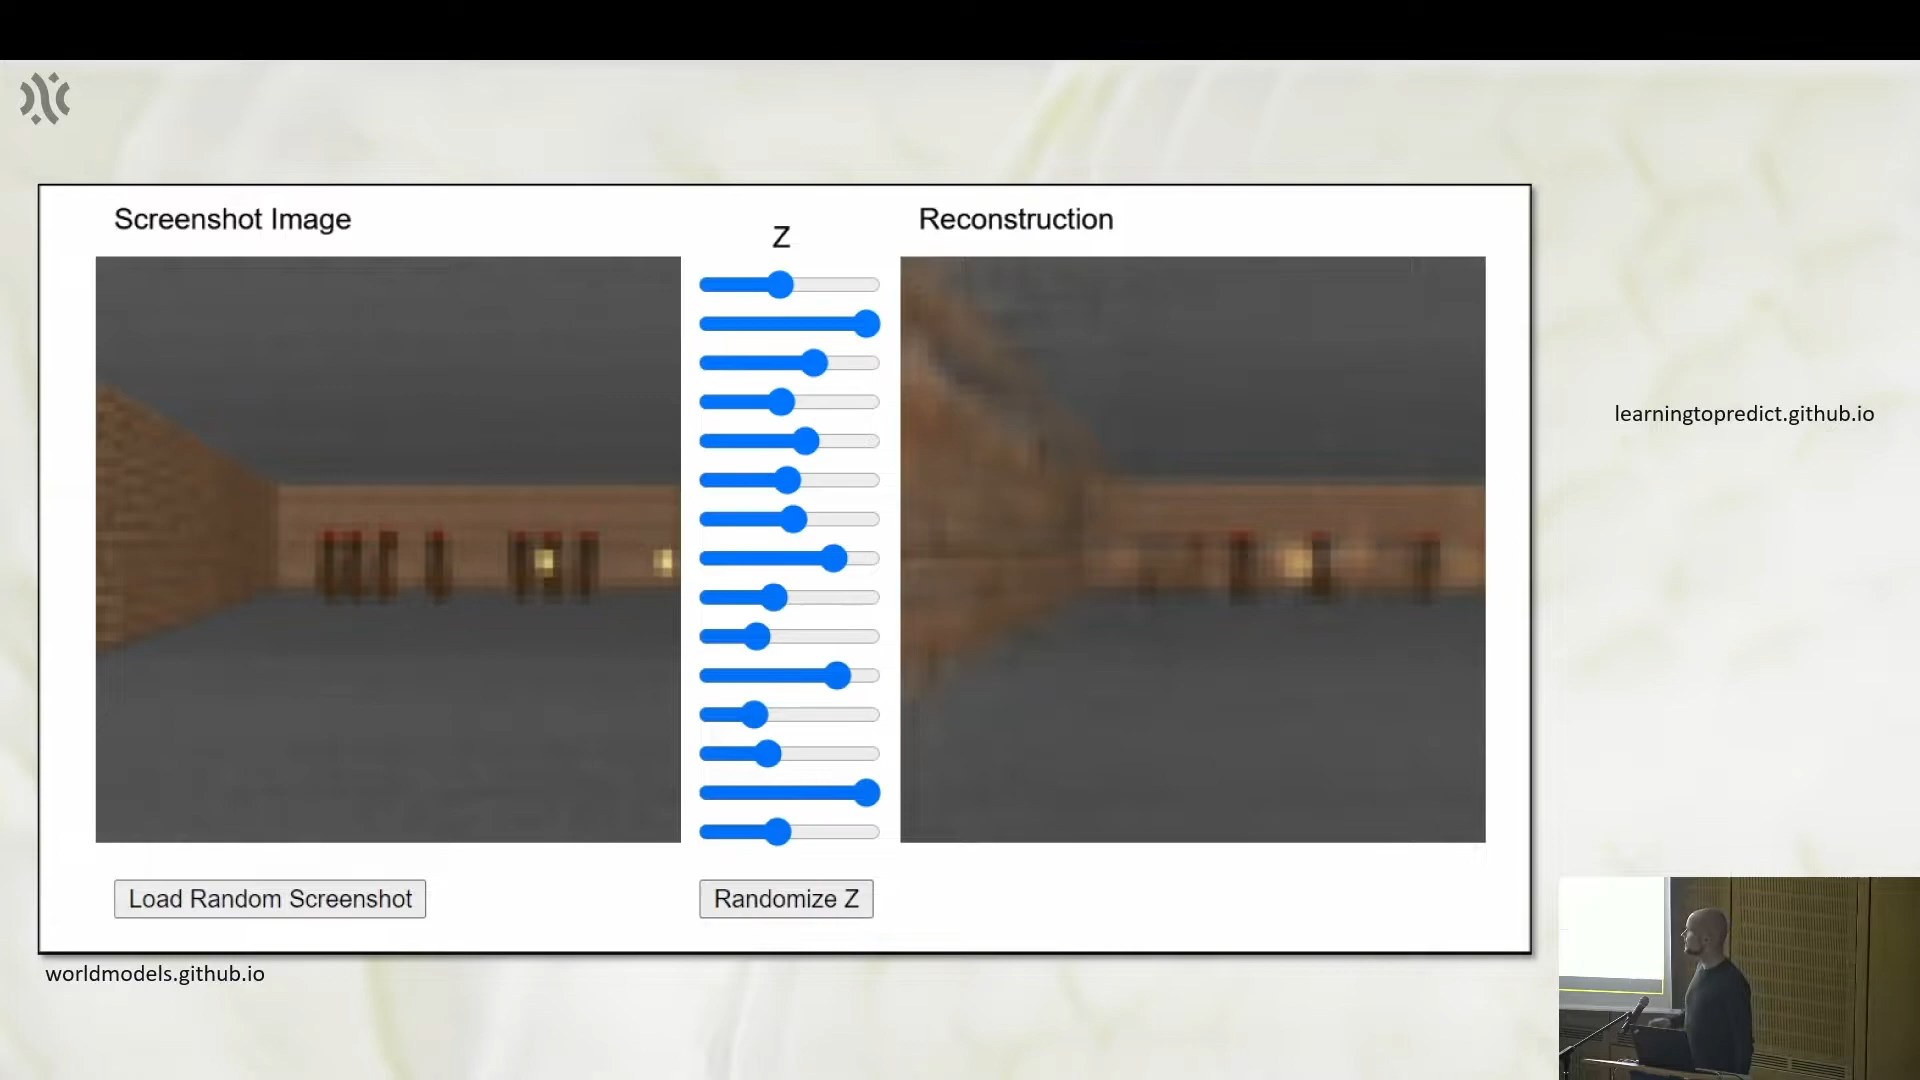 Screenshot Image
Z
Reconstruction
learningtopredict.github.io
Load Random Screenshot
Randomize Z
worldmodels.github.io